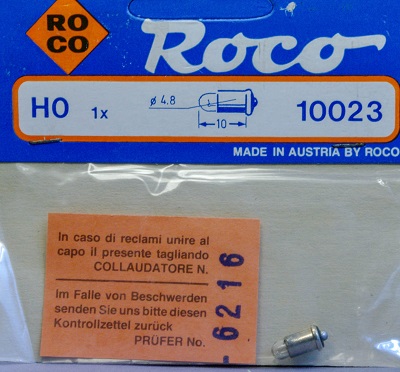 RO
CO
Roco
HO 1x ø 4.8 10 10023
MADE IN AUSTRIA BY ROCO
In caso di reclami unire al
capo il presente tagliando
COLLAUDATORE N.
Im Falle von Beschwerden
senden Sie uns bitte diesen
Kontrollzettel zurück
PRÜFER No.
-6216